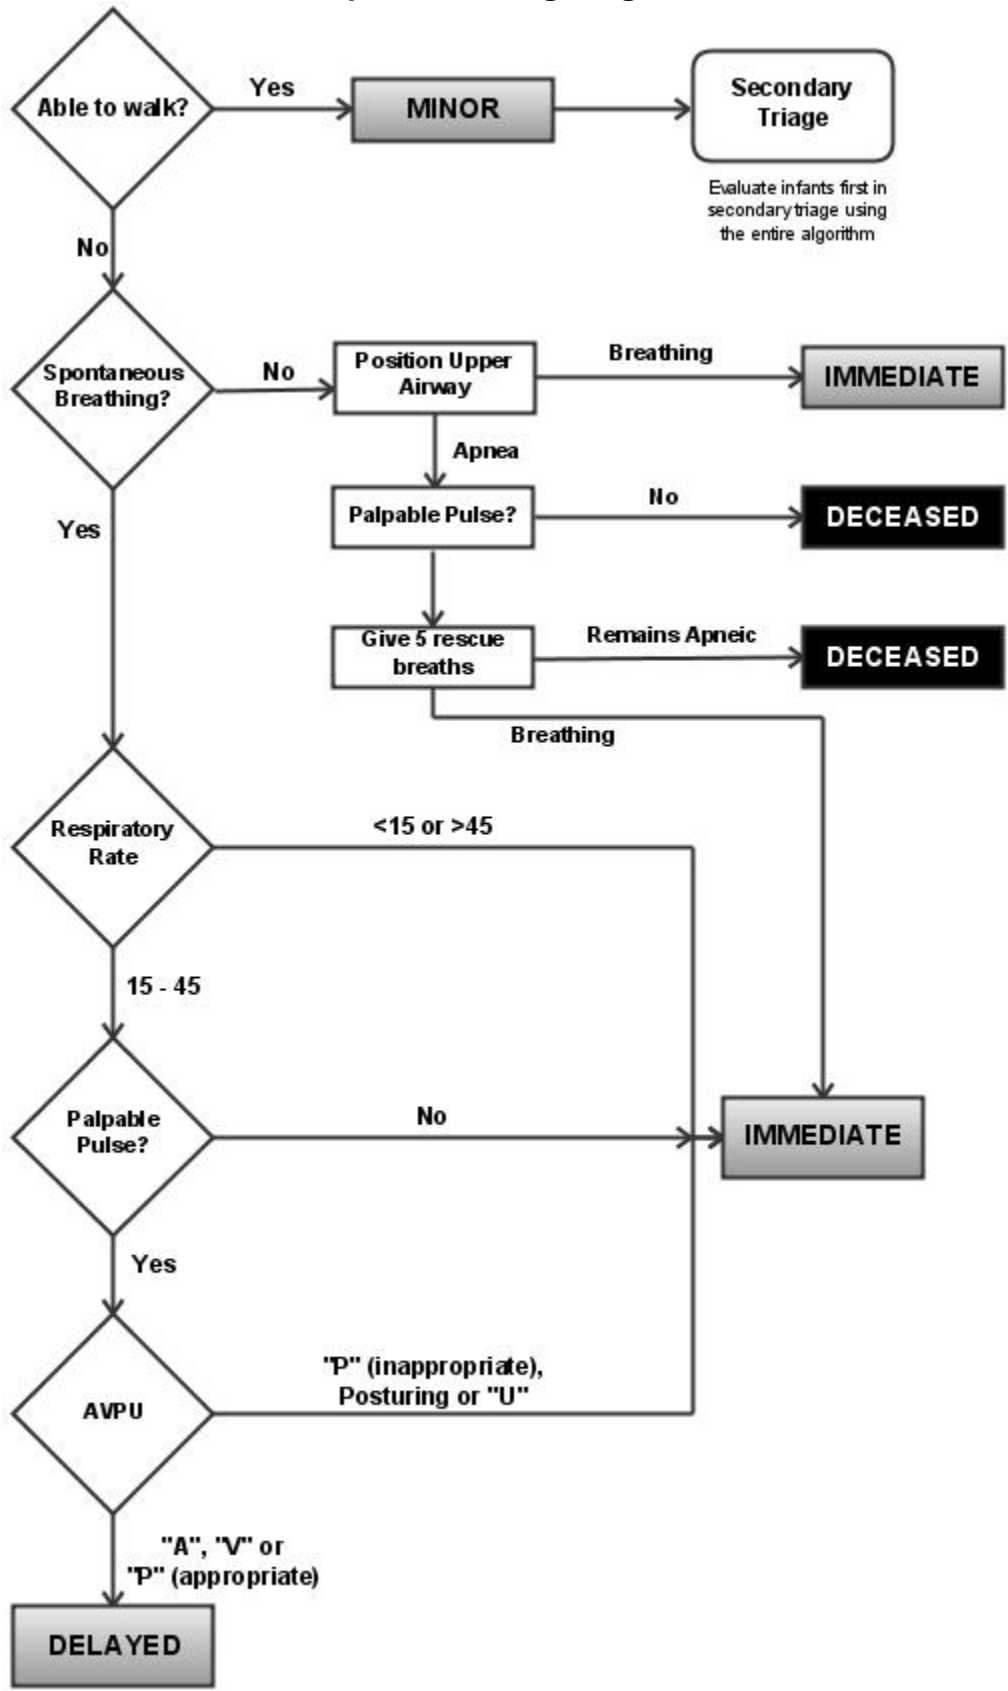 Able to walk?
Yes
MINOR
Secondary
Triage
Evaluate infants first in
secondary triage using
the entire algorithm
No
Spontaneous
Breathing?
No
Position Upper
Airway
Breathing
IMMEDIATE
Apnea
Palpable Pulse?
No
DECEASED
Yes
Give 5 rescue
breaths
Remains Apneic
DECEASED
Breathing
Respiratory
Rate
<15 or >45
15 - 45
Palpable
Pulse?
No
IMMEDIATE
Yes
AVPU
"P" (inappropriate),
Posturing or "U"
"A", "V" or
"P" (appropriate)
DELAYED